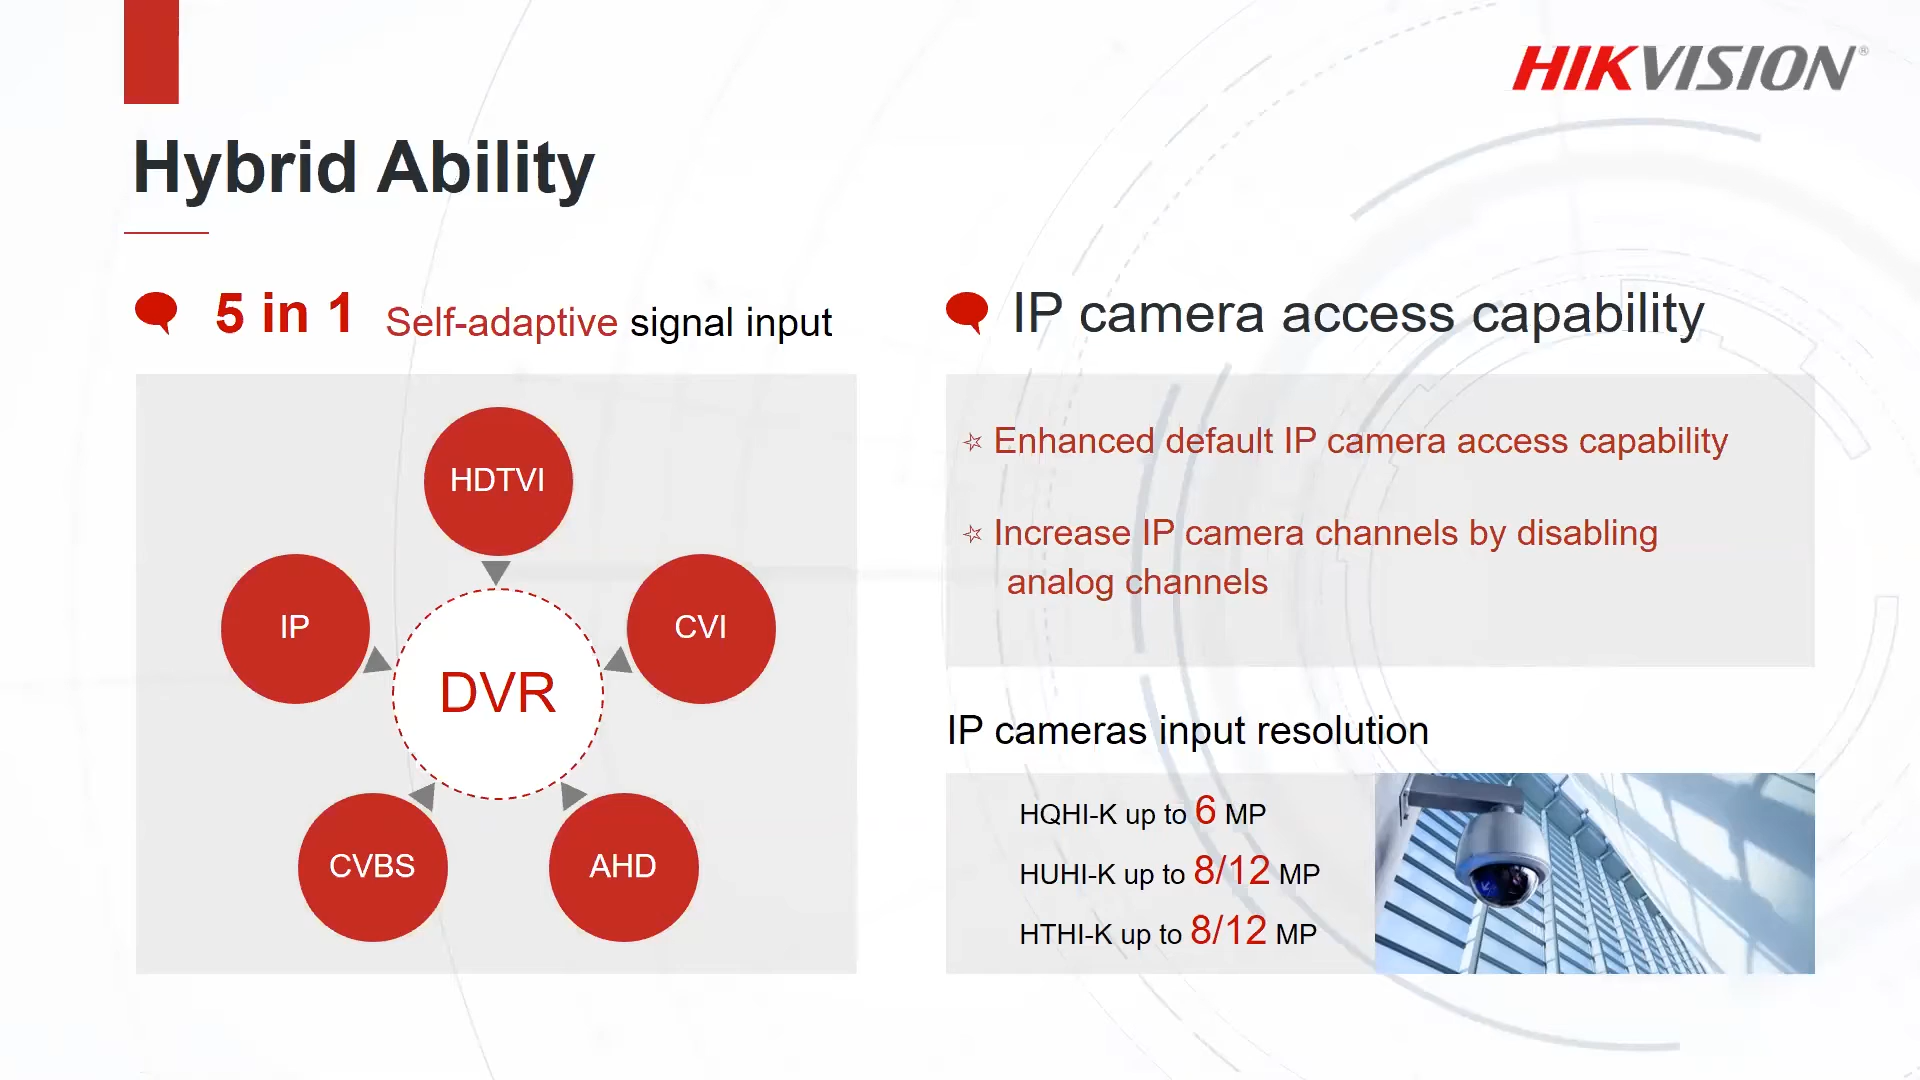 HIKVISION®
Hybrid Ability
5 in 1 Self-adaptive signal input
HDTVI
IP
CVI
DVR
CVBS
AHD
IP camera access capability
☆ Enhanced default IP camera access capability
☆ Increase IP camera channels by disabling
analog channels
IP cameras input resolution
HQHI-K up to 6 MP
HUHI-K up to 8/12 MP
HTHI-K up to 8/12 MP